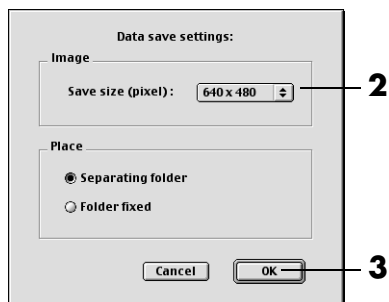 Data save settings:
Image
Save size (pixel) : 640 x 480
2
Place
Separating folder
Folder fixed
Cancel OK
3